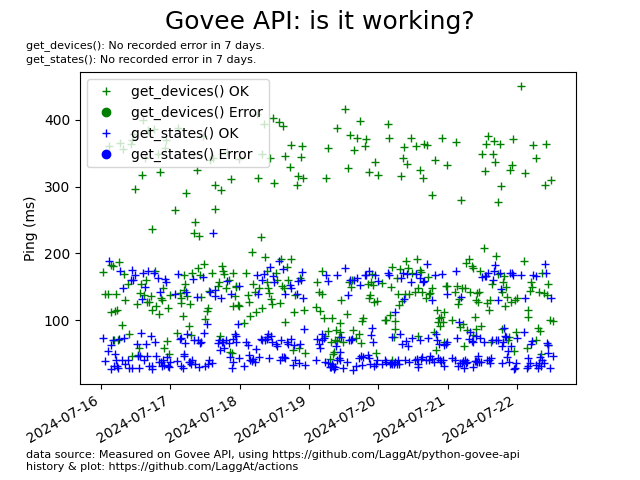 Govee API: is it working?
get_devices(): No recorded error in 7 days.
get_states(): No recorded error in 7 days.
get_devices() OK
get_devices() Error
get_states() OK
get_states() Error
Ping (ms)
400
300
200
100
2024-07-16
2024-07-17
2024-07-18
2024-07-19
2024-07-20
2024-07-21
2024-07-22
data source: Measured on Govee API, using https://github.com/LaggAt/python-govee-api
history & plot: https://github.com/LaggAt/actions